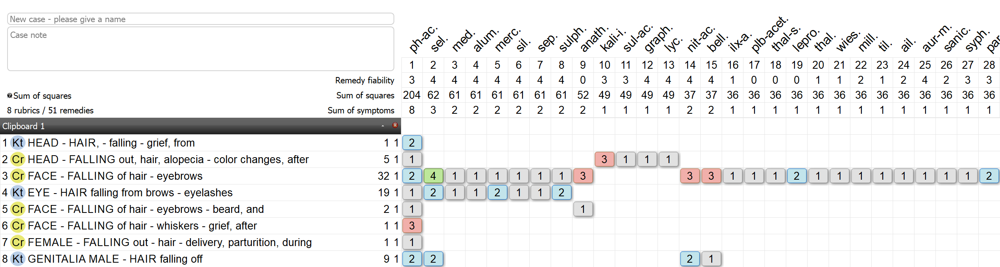 New case - please give a name
Case note
ph-ac. sel. med. alum. merc. sil. sep. sulph. anath. kali-i. sul-ac. graph. lyc. nit-ac. bell. ilx-a. plb-acet. thal-s. lepro. thal. wies. mill. til. ail. aur-m. sanic. syph. par
1 2 3 4 5 6 7 8 9 10 11 12 13 14 15 16 17 18 19 20 21 22 23 24 25 26 27 28
Remedy fiability 3 4 4 4 4 4 4 4 0 3 3 4 4 4 4 1 0 0 0 1 1 2 1 2 4 2 3 3
Sum of squares Sum of squares 204 62 61 61 61 61 61 61 52 49 49 49 49 37 37 36 36 36 36 36 36 36 36 36 36 36 36 36
8 rubrics / 51 remedies Sum of symptoms 8 3 2 2 2 2 2 2 2 1 1 1 1 2 2 1 1 1 1 1 1 1 1 1 1 1 1 1
Clipboard 1
1 Kt HEAD - HAIR, - falling - grief, from 1 1 2
2 Cr HEAD - FALLING out, hair, alopecia - color changes, after 5 1 1 3 1 1 1
3 Cr FACE - FALLING of hair - eyebrows 32 1 2 4 1 1 1 1 1 1 3 3 3 1 1 1 2 1 1 1 1 1 1 1 1 2
4 Kt EYE - HAIR falling from brows - eyelashes 19 1 1 2 1 1 2 1 1 2
5 Cr FACE - FALLING of hair - eyebrows - beard, and 2 1 1 1
6 Cr FACE - FALLING of hair - whiskers - grief, after 1 1 3
7 Cr FEMALE - FALLING out - hair - delivery, parturition, during 1 1 1
8 Kt GENITALIA MALE - HAIR falling off 9 1 2 2 2 1